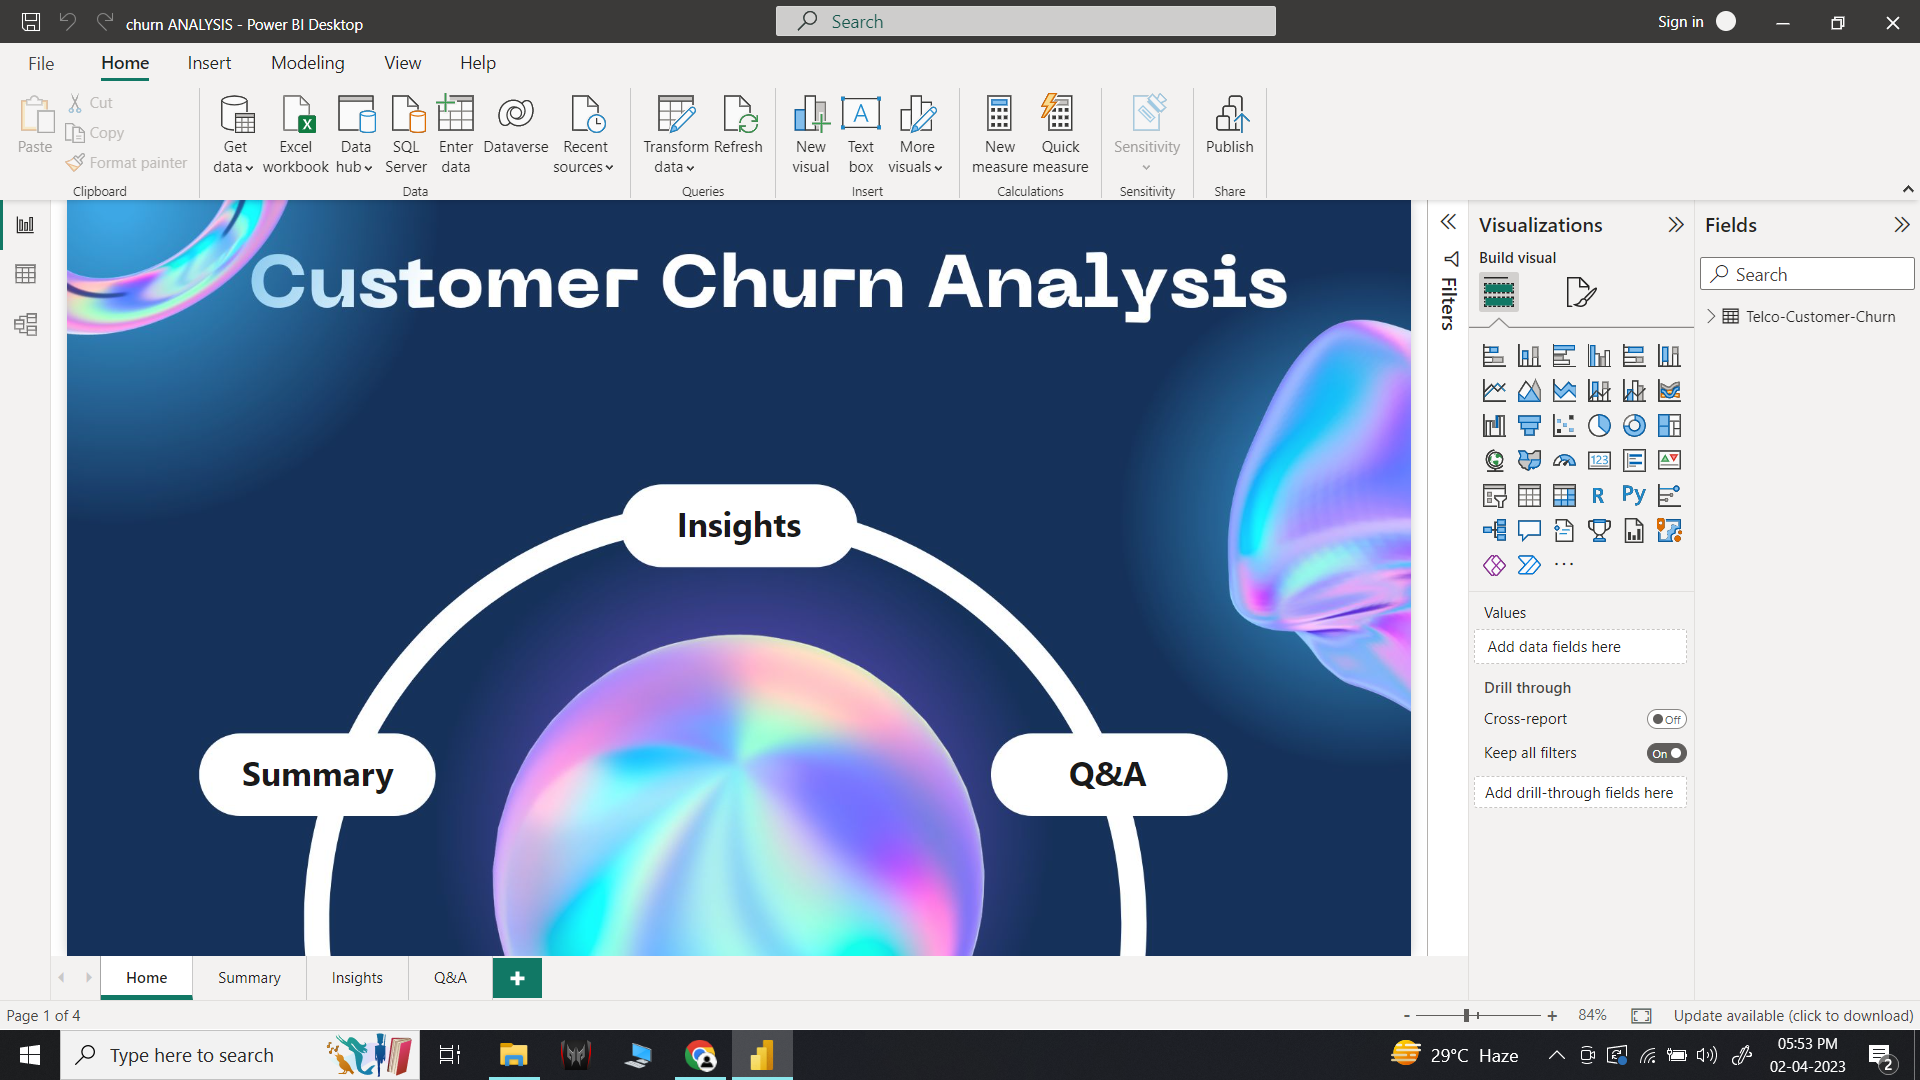 churn ANALYSIS - Power BI Desktop
Search
Sign in
File Home Insert Modeling View Help
Paste
Cut
Copy
Format painter
Clipboard
Get data
Excel workbook
Data hub
SQL Server
Enter data
Dataverse
Recent sources
Data
Transform data
Refresh
Queries
New visual
Text box
More visuals
Insert
New measure
Quick measure
Calculations
Sensitivity
Sensitivity
Publish
Share
Customer Churn Analysis
Insights
Summary
Q&A
Filters
Visualizations
Build visual
123
R
Py
Values
Add data fields here
Drill through
Cross-report
Off
Keep all filters
On
Add drill-through fields here
Fields
Search
Telco-Customer-Churn
Home Summary Insights Q&A +
Page 1 of 4
- + 84%
Update available (click to download)
Type here to search
29°C Haze
05:53 PM
02-04-2023
2